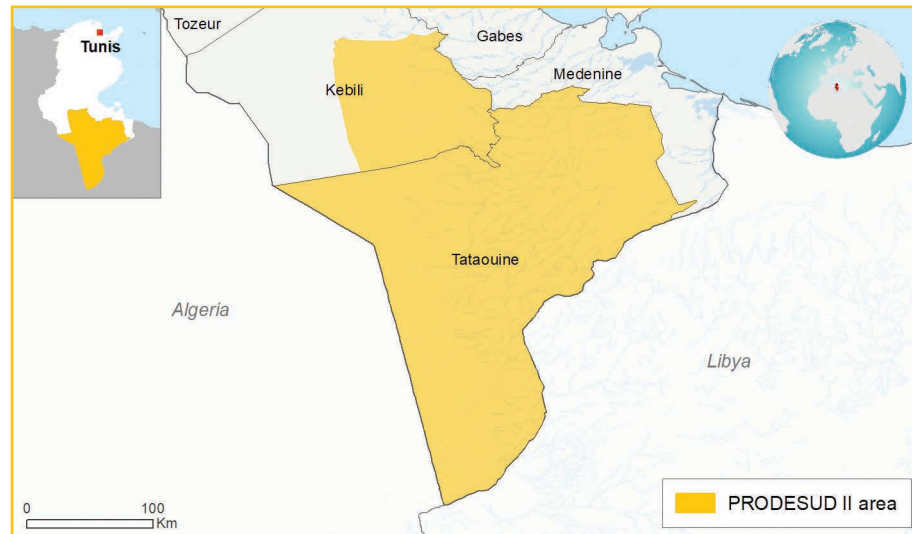 Tozeur
Tunis
Gabes
Medenine
Kebili
Tataouine
Algeria
Libya
0 100
Km
PRODESUD II area